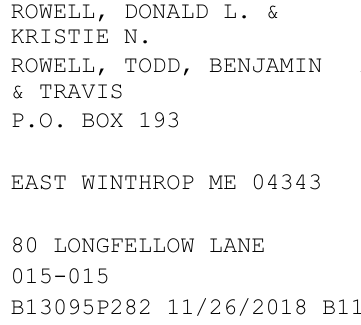 ROWELL, DONALD L. &
KRISTIE N.
ROWELL, TODD, BENJAMIN
& TRAVIS
P.O. BOX 193
EAST WINTHROP ME 04343
80 LONGFELLOW LANE
015-015
B13095P282 11/26/2018 B11